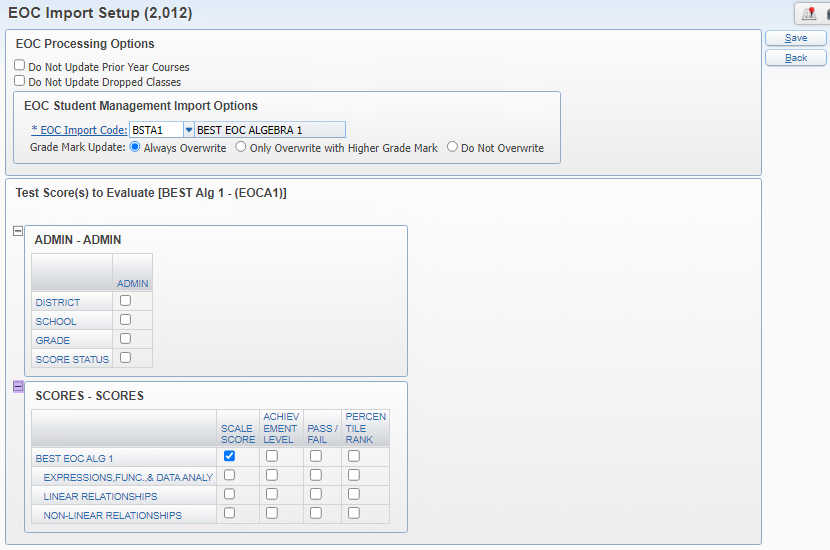 EOC Import Setup (2,012)
Save
Back
EOC Processing Options
Do Not Update Prior Year Courses
Do Not Update Dropped Classes
EOC Student Management Import Options
* EOC Import Code: BSTA1 BEST EOC ALGEBRA 1
Grade Mark Update: Always Overwrite Only Overwrite with Higher Grade Mark Do Not Overwrite
Test Score(s) to Evaluate [BEST Alg 1 - (EOCA1)]
ADMIN - ADMIN
ADMIN
DISTRICT
SCHOOL
GRADE
SCORE STATUS
SCORES - SCORES
SCALE SCORE ACHIEV EMENT LEVEL PASS / FAIL PERCEN TILE RANK
BEST EOC ALG 1
EXPRESSIONS,FUNC.,& DATA ANALY
LINEAR RELATIONSHIPS
NON-LINEAR RELATIONSHIPS